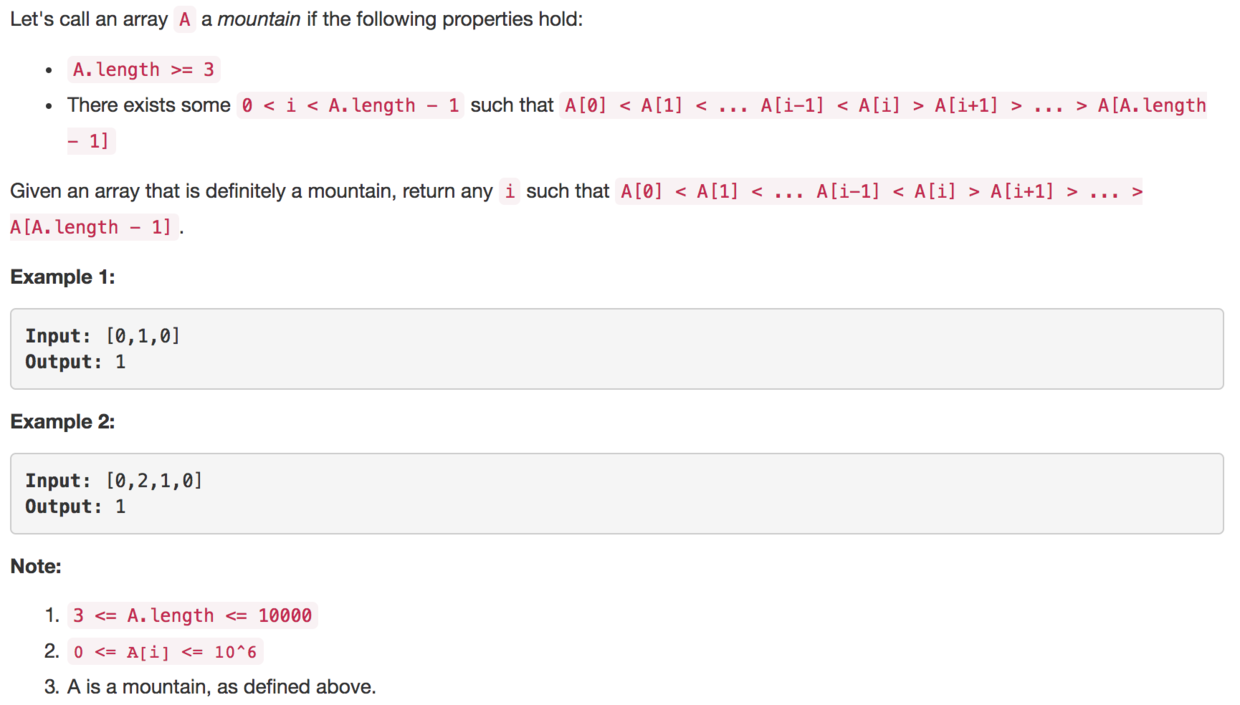 Let's call an array A a mountain if the following properties hold:
• A.length >= 3
• There exists some 0 < i < A.length - 1 such that A[0] < A[1] < ... A[i-1] < A[i] > A[i+1] > ... > A[A.length
- 1]
Given an array that is definitely a mountain, return any i such that A[0] < A[1] < ... A[i-1] < A[i] > A[i+1] > ... >
A[A.length - 1].
Example 1:
Input: [0,1,0]
Output: 1
Example 2:
Input: [0,2,1,0]
Output: 1
Note:
1. 3 <= A.length <= 10000
2. 0 <= A[i] <= 10^6
3. A is a mountain, as defined above.